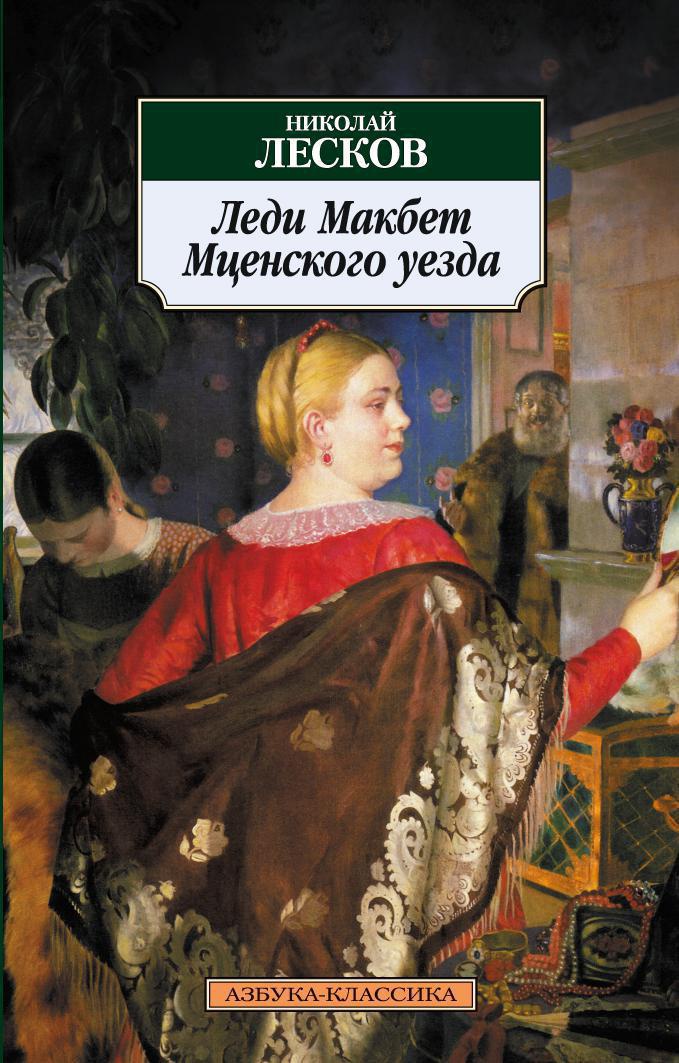 НИКОЛАЙ
ЛЕСКОВ
Леди Макбет
Мценского уезда
АЗБУКА-КЛАССИКА